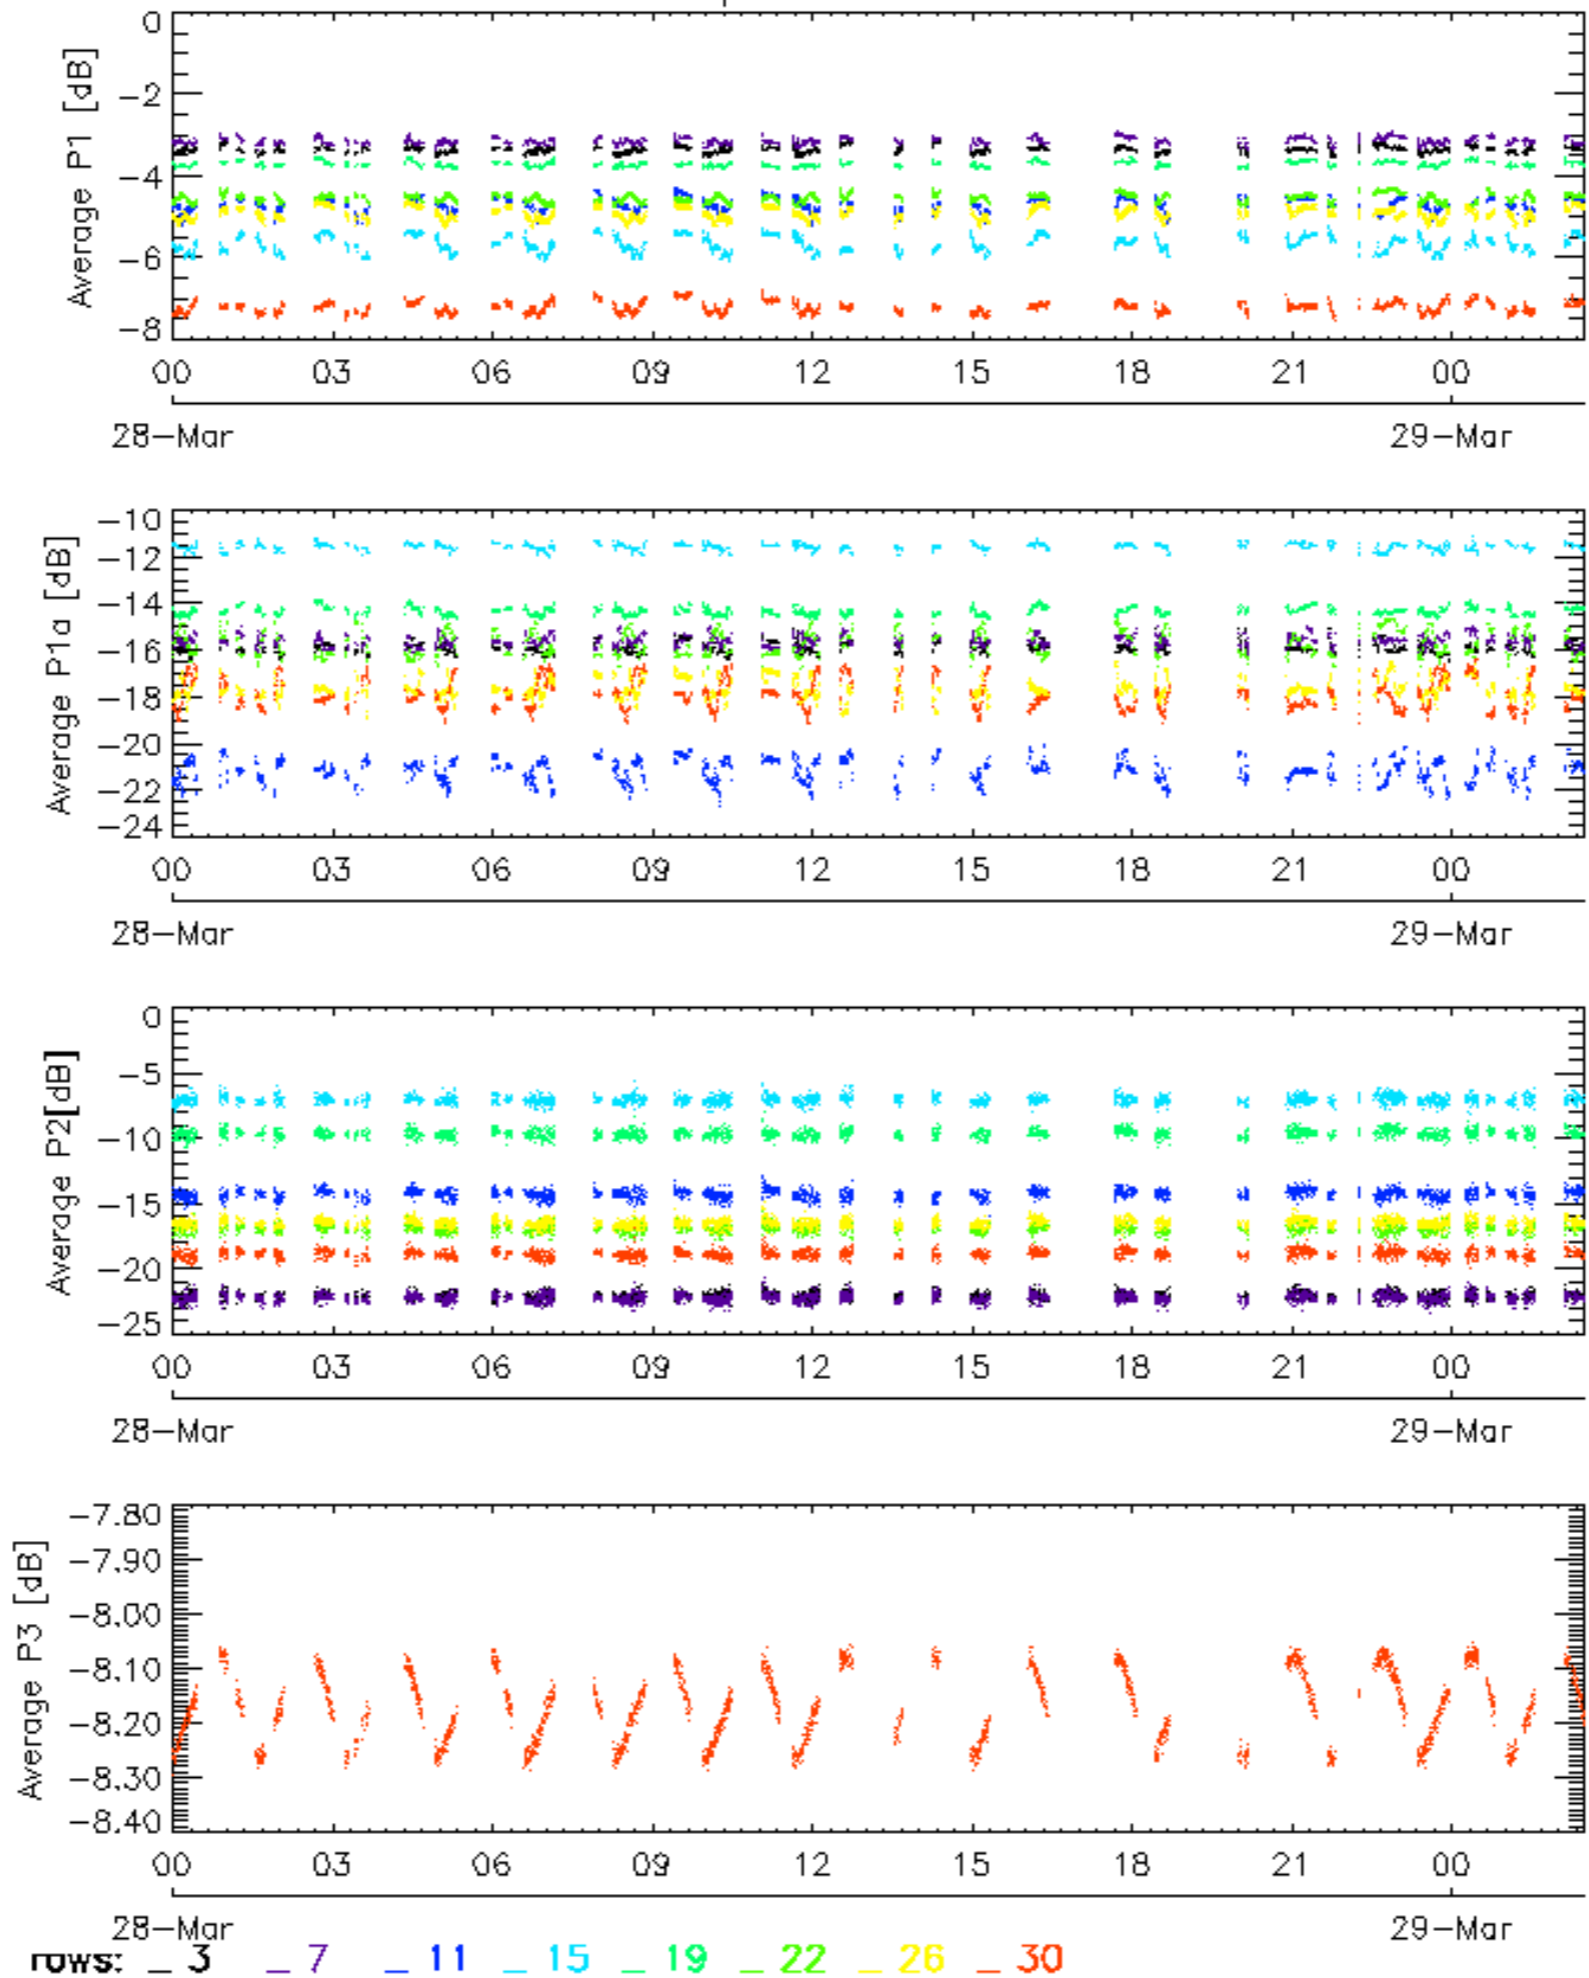 Average P1 [dB]
0
−2
−4
−6
−8
00 03 06 09 12 15 18 21 00
28−Mar 29−Mar
Average P1a [dB]
−10
−12
−14
−16
−18
−20
−22
−24
00 03 06 09 12 15 18 21 00
28−Mar 29−Mar
Average P2[dB]
0
−5
−10
−15
−20
−25
00 03 06 09 12 15 18 21 00
28−Mar 29−Mar
Average P3 [dB]
−7.80
−7.90
−8.00
−8.10
−8.20
−8.30
−8.40
00 03 06 09 12 15 18 21 00
28−Mar 29−Mar
rows: _ 3 _ 7 _ 11 _ 15 _ 19 _ 22 _ 26 _ 30